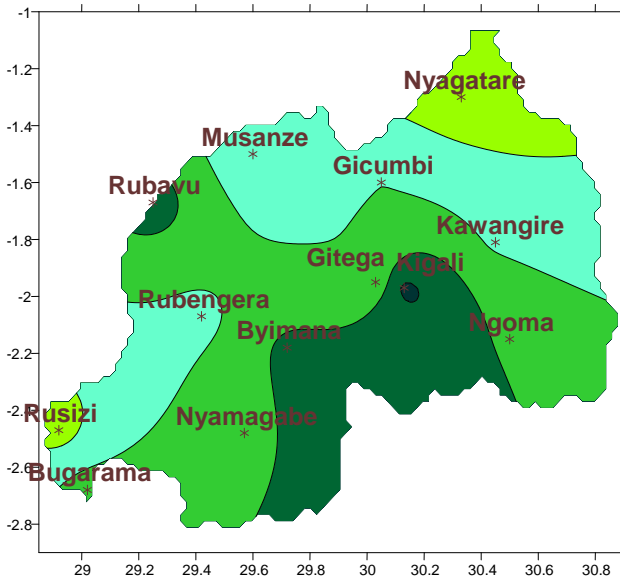 -1
-1.2
Nyagatare
-1.4
Musanze
Gicumbi
-1.6
Rubavu
-1.8
Kawangire
Gitega
Kigali
-2
Rubengera
Byimana
Ngoma
-2.2
-2.4
Rusizi
Nyamagabe
-2.6
Bugarama
-2.8
29 29.2 29.4 29.6 29.8 30 30.2 30.4 30.6 30.8